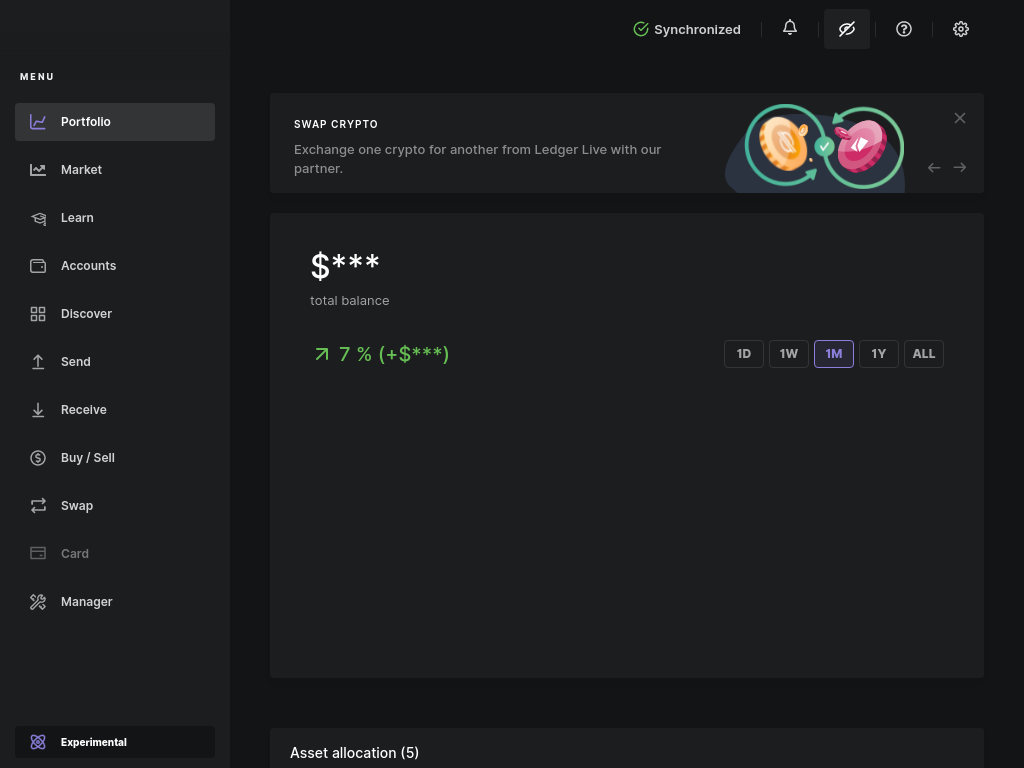 Synchronized
MENU
Portfolio
Market
Learn
Accounts
Discover
Send
Receive
Buy / Sell
Swap
Card
Manager
Experimental
SWAP CRYPTO
Exchange one crypto for another from Ledger Live with our
partner.
$***
total balance
7 % (+$***)
1D 1W 1M 1Y ALL
Asset allocation (5)